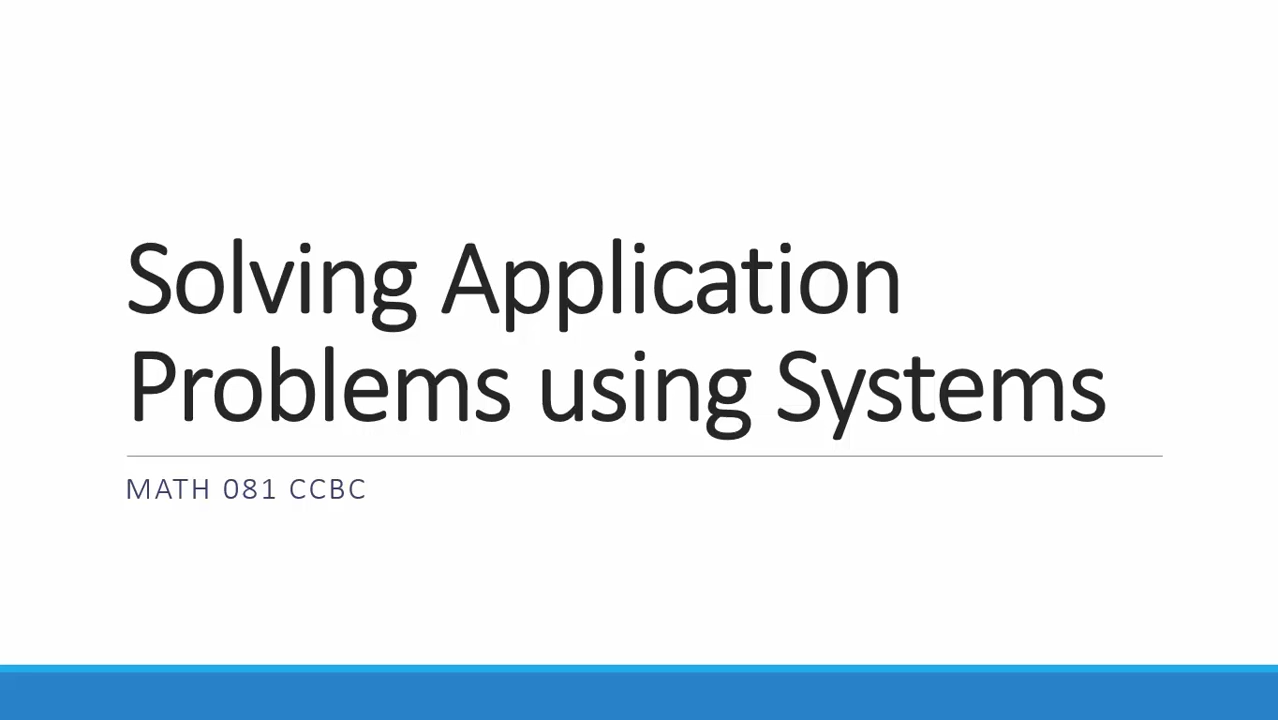 Solving Application
Problems using Systems
MATH 081 CCBC